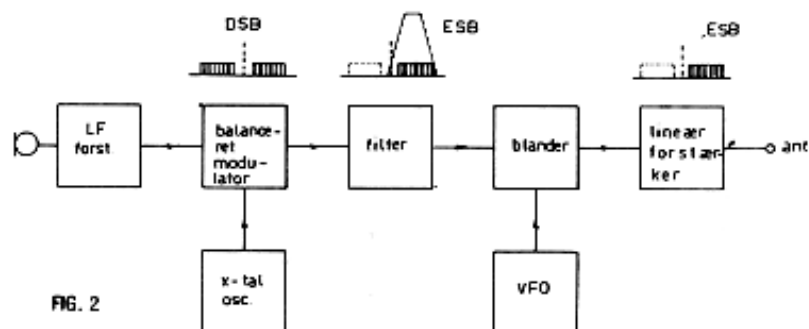 DSB
ESB
ESB
LF
forst.
balance-
ret
modu-
lator
filter
blander
lineær
forstær-
ker
ant
x-tal
osc.
VFO
FIG. 2